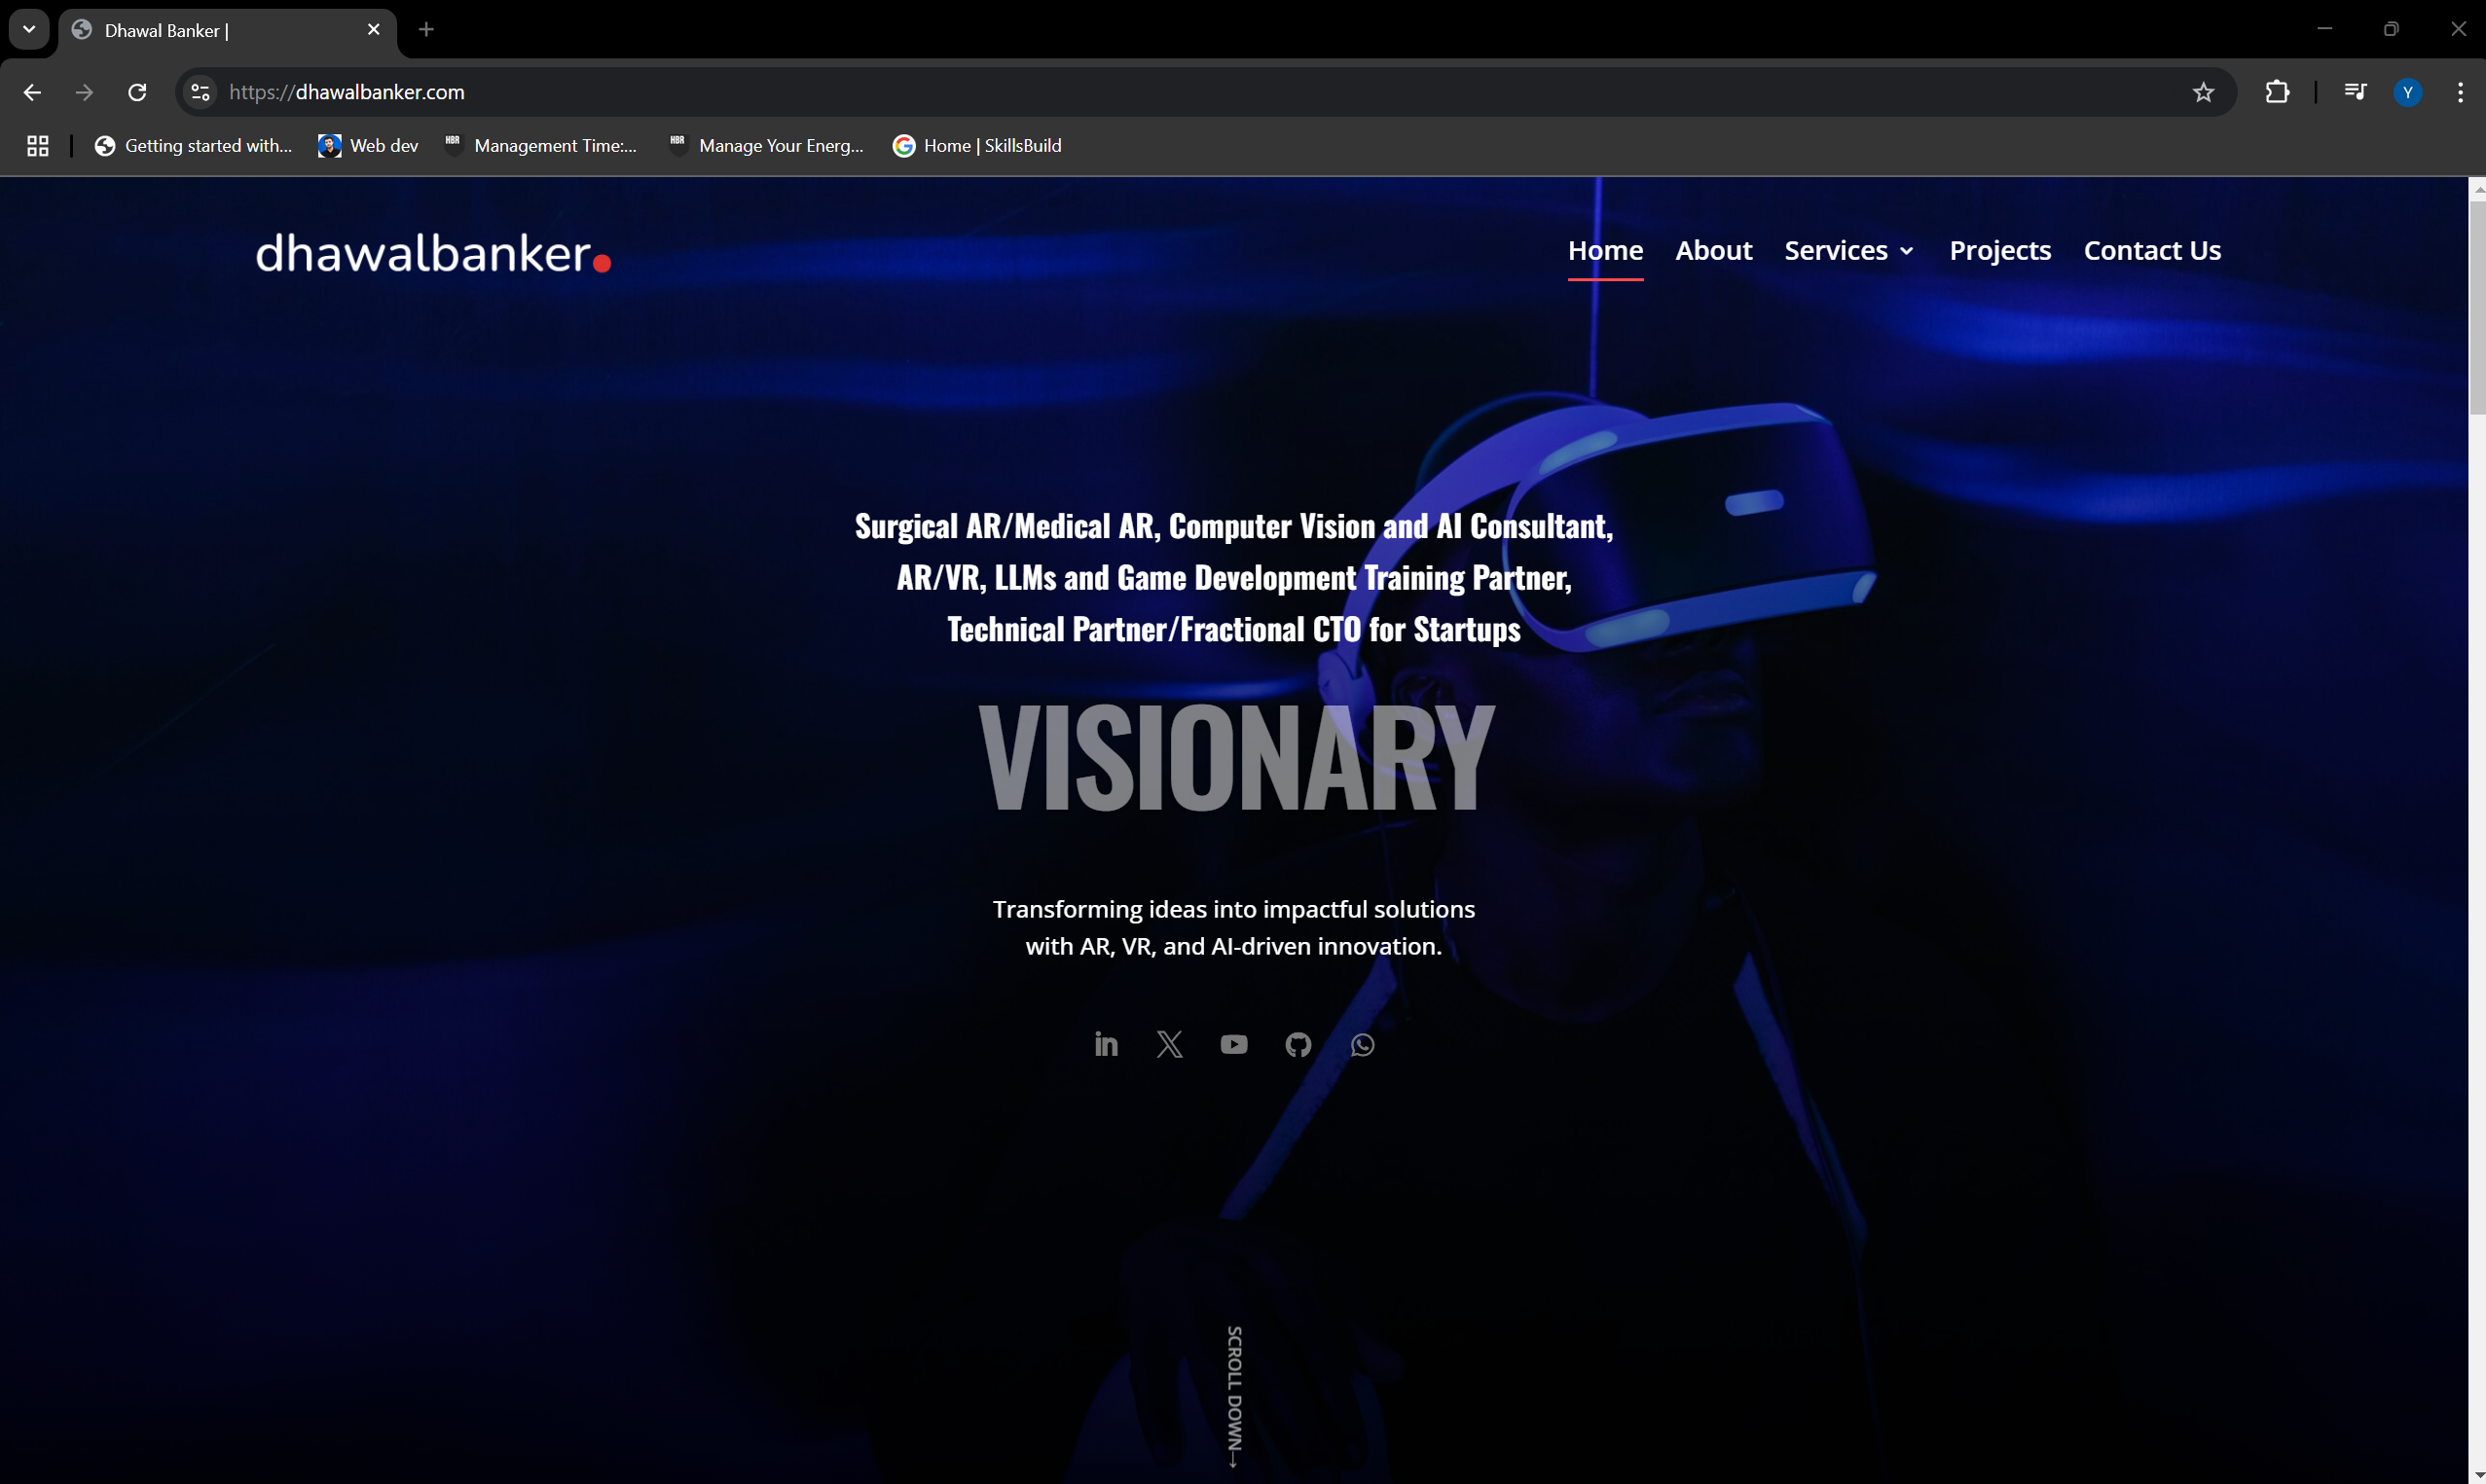 Dhawal Banker |
https://dhawalbanker.com
Y
Getting started with...
Web dev
HBR
Management Time:...
HBR
Manage Your Energ...
Home | SkillsBuild
dhawalbanker.
Home About Services Projects Contact Us
Surgical AR/Medical AR, Computer Vision and AI Consultant,
AR/VR, LLMs and Game Development Training Partner,
Technical Partner/Fractional CTO for Startups
VISIONARY
Transforming ideas into impactful solutions
with AR, VR, and AI-driven innovation.
SCROLL DOWN→